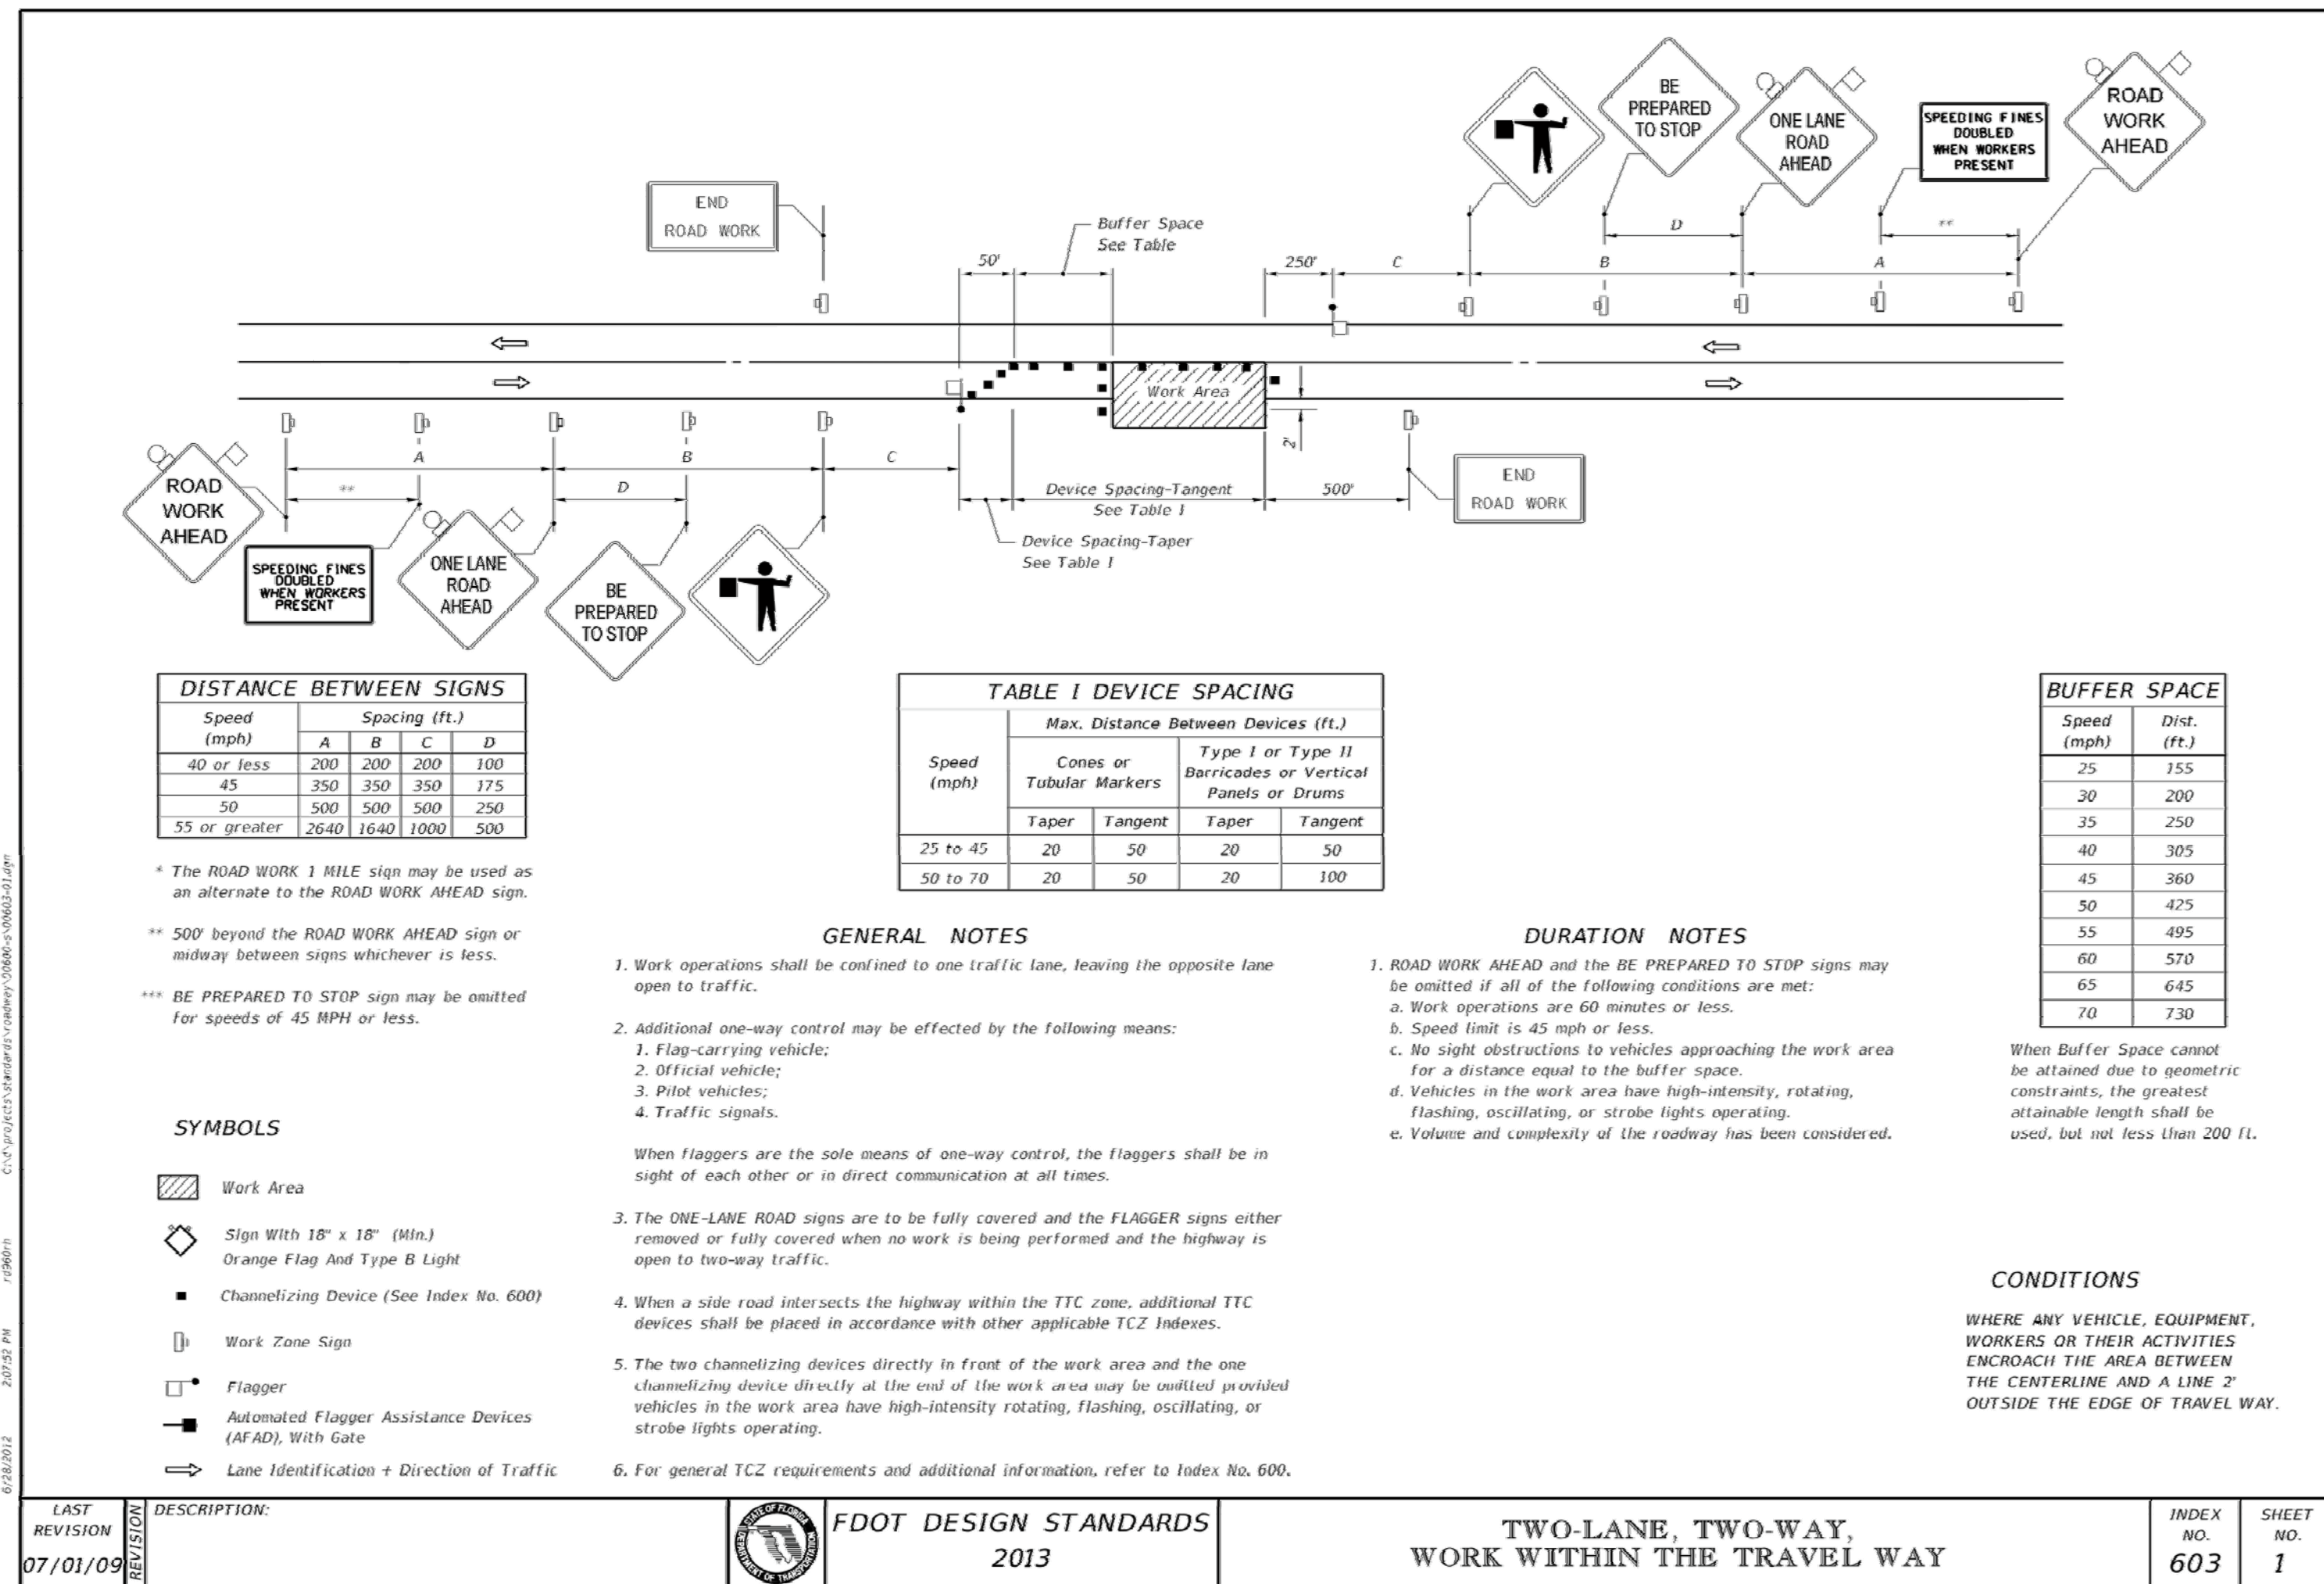 ROAD
WORK
AHEAD
SPEEDING FINES
DOUBLED
WHEN WORKERS
PRESENT
ONE LANE
ROAD
AHEAD
BE
PREPARED
TO STOP
END
ROAD WORK
Buffer Space
See Table
50'
250'
C
B
A
D
**
Work Area
2'
A
B
C
**
D
Device Spacing-Tangent
See Table I
500'
Device Spacing-Taper
See Table I
END
ROAD WORK
ROAD
WORK
AHEAD
SPEEDING FINES
DOUBLED
WHEN WORKERS
PRESENT
ONE LANE
ROAD
AHEAD
BE
PREPARED
TO STOP
DISTANCE BETWEEN SIGNS
Speed
(mph)
Spacing (ft.)
A B C D
40 or less 200 200 200 100
45 350 350 350 175
50 500 500 500 250
55 or greater 2640 1640 1000 500
* The ROAD WORK 1 MILE sign may be used as
an alternate to the ROAD WORK AHEAD sign.
** 500' beyond the ROAD WORK AHEAD sign or
midway between signs whichever is less.
*** BE PREPARED TO STOP sign may be omitted
for speeds of 45 MPH or less.
SYMBOLS
Work Area
Sign With 18" x 18" (Min.)
Orange Flag And Type B Light
Channelizing Device (See Index No. 600)
Work Zone Sign
Flagger
Automated Flagger Assistance Devices
(AFAD), With Gate
Lane Identification + Direction of Traffic
TABLE I DEVICE SPACING
Speed
(mph)
Max. Distance Between Devices (ft.)
Cones or
Tubular Markers
Type I or Type II
Barricades or Vertical
Panels or Drums
Taper Tangent Taper Tangent
25 to 45 20 50 20 50
50 to 70 20 50 20 100
GENERAL NOTES
1. Work operations shall be confined to one traffic lane, leaving the opposite lane
open to traffic.
2. Additional one-way control may be effected by the following means:
1. Flag-carrying vehicle;
2. Official vehicle;
3. Pilot vehicles;
4. Traffic signals.
When flaggers are the sole means of one-way control, the flaggers shall be in
sight of each other or in direct communication at all times.
3. The ONE-LANE ROAD signs are to be fully covered and the FLAGGER signs either
removed or fully covered when no work is being performed and the highway is
open to two-way traffic.
4. When a side road intersects the highway within the TTC zone, additional TTC
devices shall be placed in accordance with other applicable TCZ Indexes.
5. The two channelizing devices directly in front of the work area and the one
channelizing device directly at the end of the work area may be omitted provided
vehicles in the work area have high-intensity rotating, flashing, oscillating, or
strobe lights operating.
6. For general TCZ requirements and additional information, refer to Index No. 600.
DURATION NOTES
1. ROAD WORK AHEAD and the BE PREPARED TO STOP signs may
be omitted if all of the following conditions are met:
a. Work operations are 60 minutes or less.
b. Speed limit is 45 mph or less.
c. No sight obstructions to vehicles approaching the work area
for a distance equal to the buffer space.
d. Vehicles in the work area have high-intensity, rotating,
flashing, oscillating, or strobe lights operating.
e. Volume and complexity of the roadway has been considered.
BUFFER SPACE
Speed
(mph)
Dist.
(ft.)
25 155
30 200
35 250
40 305
45 360
50 425
55 495
60 570
65 645
70 730
When Buffer Space cannot
be attained due to geometric
constraints, the greatest
attainable length shall be
used, but not less than 200 ft.
CONDITIONS
WHERE ANY VEHICLE, EQUIPMENT,
WORKERS OR THEIR ACTIVITIES
ENCROACH THE AREA BETWEEN
THE CENTERLINE AND A LINE 2'
OUTSIDE THE EDGE OF TRAVEL WAY.
6/28/2012 2:07:52 PM rd960rh C:\d\projects\standards\roadway\00600-s\00603-01.dgn
LAST
REVISION
07/01/09
REVISION
DESCRIPTION:
STATE OF FLORIDA
DEPARTMENT OF TRANSPORTATION
FDOT DESIGN STANDARDS
2013
TWO-LANE, TWO-WAY,
WORK WITHIN THE TRAVEL WAY
INDEX
NO.
603
SHEET
NO.
1